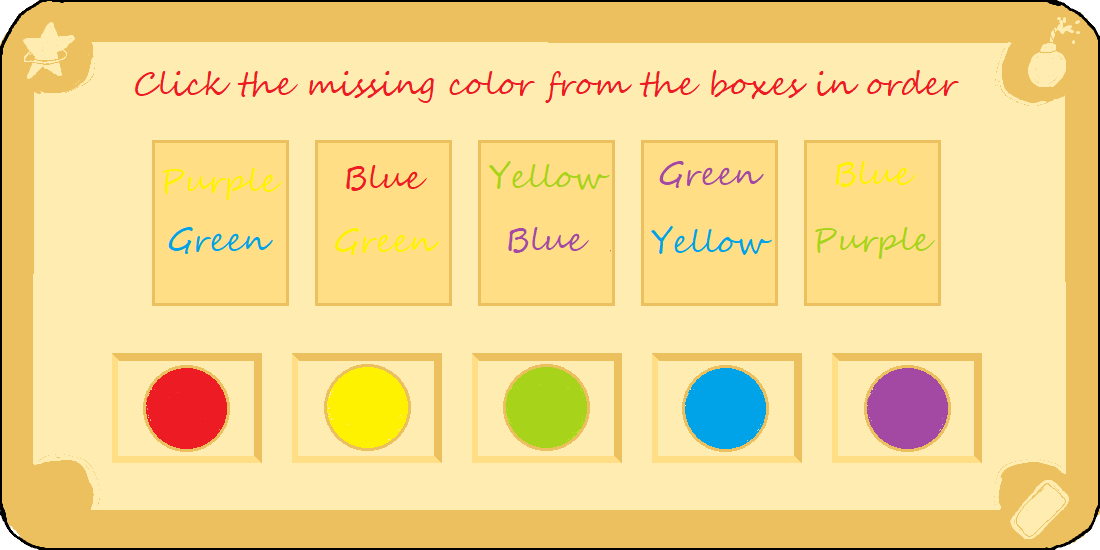 Click the missing color from the boxes in order
Purple
Green
Blue
Green
Yellow
Blue
Green
Yellow
Blue
Purple